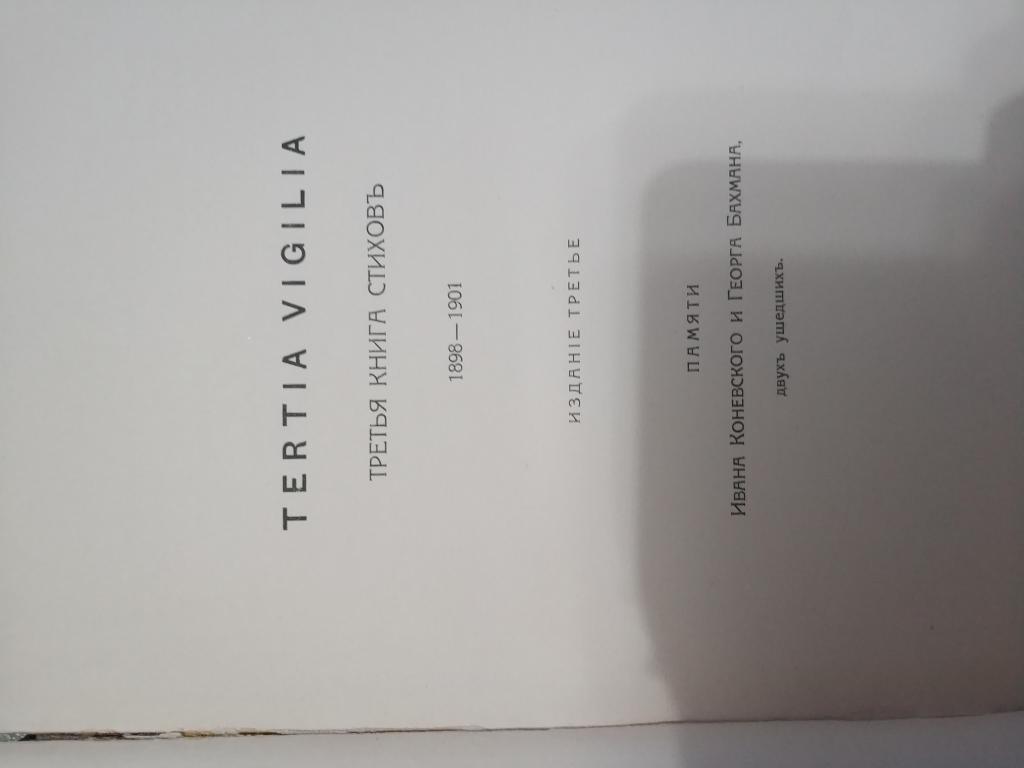 TERTIA VIGILIA
ТРЕТЬЯ КНИГА СТИХОВЪ
1898—1901
ИЗДАНІЕ ТРЕТЬЕ
ПАМЯТИ
Ивана Коневского и Георга Бахмана,
двухъ ушедшихъ.